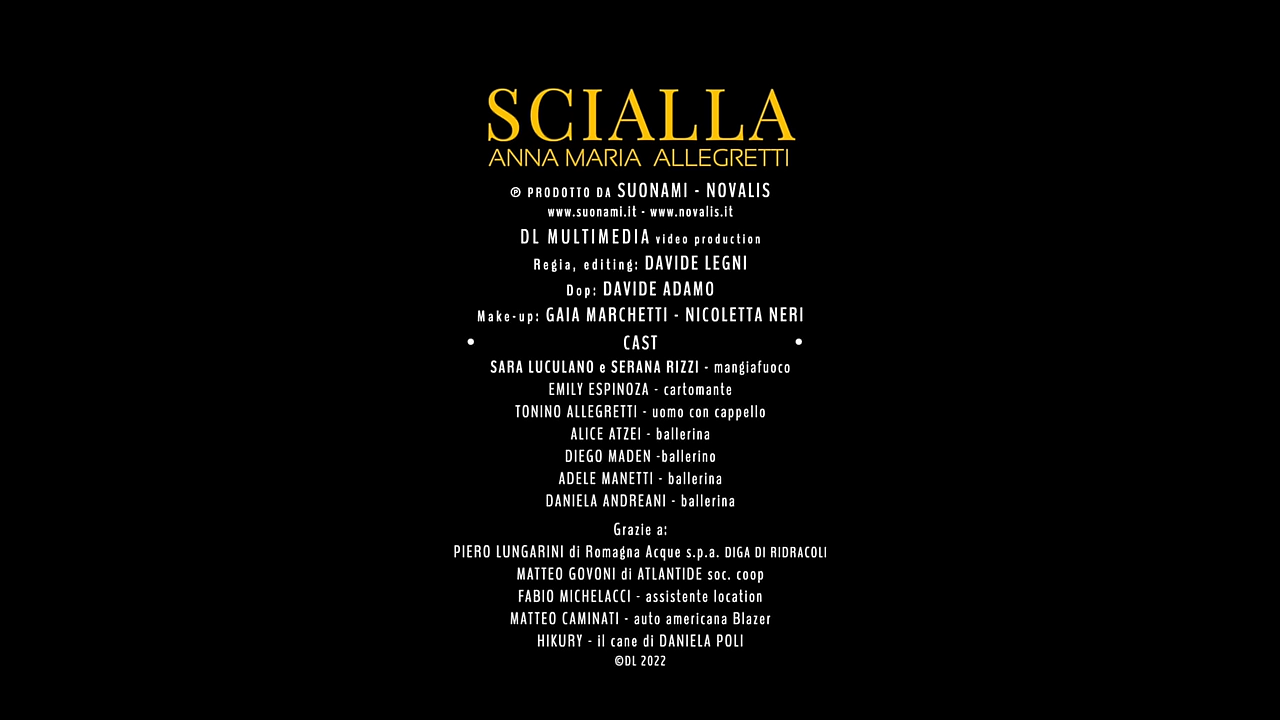 SCIALLA
ANNA MARIA ALLEGRETTI
℗ PRODOTTO DA SUONAMI - NOVALIS
www.suonami.it - www.novalis.it
DL MULTIMEDIA video production
Regia, editing: DAVIDE LEGNI
Dop: DAVIDE ADAMO
Make-up: GAIA MARCHETTI - NICOLETTA NERI
• CAST •
SARA LUCULANO e SERANA RIZZI - mangiafuoco
EMILY ESPINOZA - cartomante
TONINO ALLEGRETTI - uomo con cappello
ALICE ATZEI - ballerina
DIEGO MADEN -ballerino
ADELE MANETTI - ballerina
DANIELA ANDREANI - ballerina
Grazie a:
PIERO LUNGARINI di Romagna Acque s.p.a. DIGA DI RIDRACOLI
MATTEO GOVONI di ATLANTIDE soc. coop
FABIO MICHELACCI - assistente location
MATTEO CAMINATI - auto americana Blazer
HIKURY - il cane di DANIELA POLI
©DL 2022